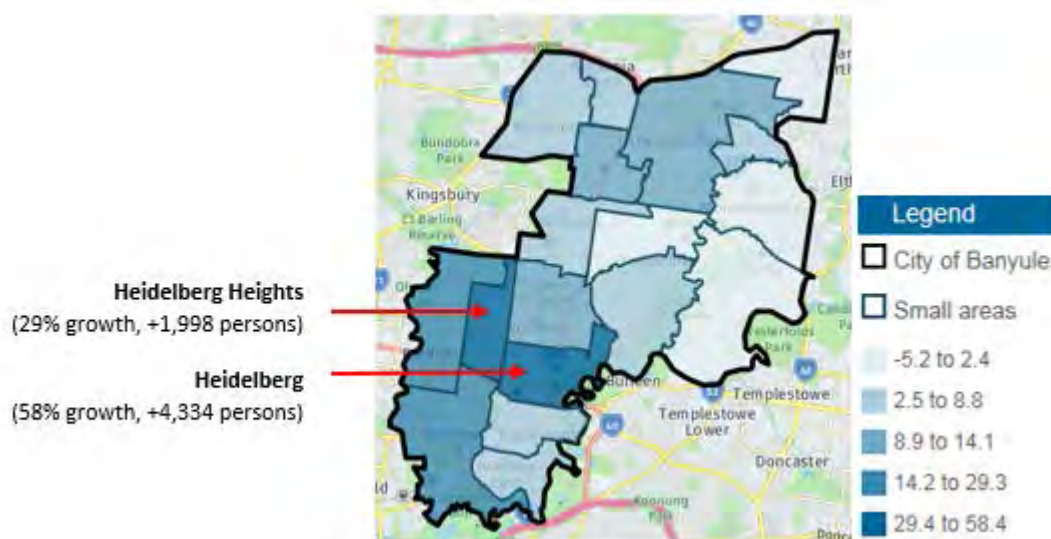 Bundoora
Park
Kingsbury
Reserve
Heidelberg Heights
(29% growth, +1,998 persons)
Heidelberg
(58% growth, +4,334 persons)
Bulleen
Templestowe
Templestowe
Lower
Doncaster
Koonung
Park
Park
Legend
City of Banyule
Small areas
-5.2 to 2.4
2.5 to 8.8
8.9 to 14.1
14.2 to 29.3
29.4 to 58.4